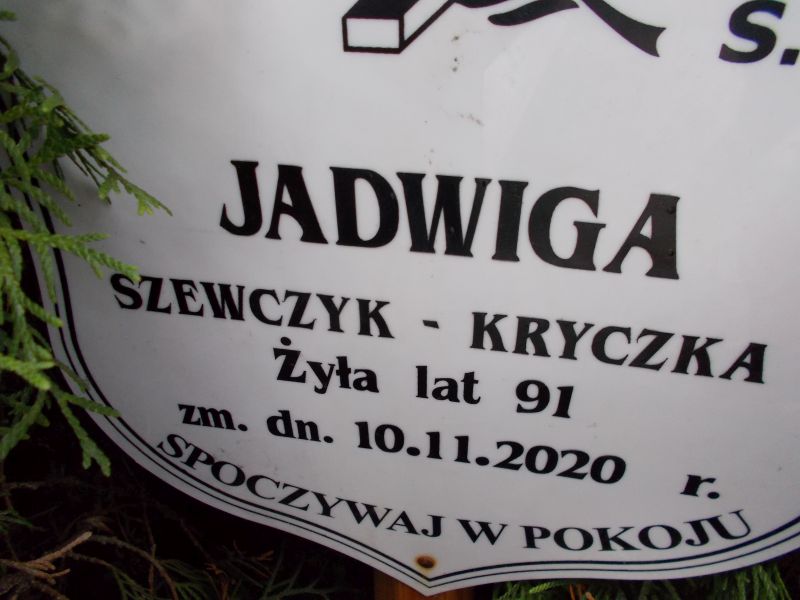 Ś.
JADWIGA
SZEWCZYK - KRYCZKA
Żyła lat 91
zm. dn. 10.11.2020 r.
SPOCZYWAJ W POKOJU